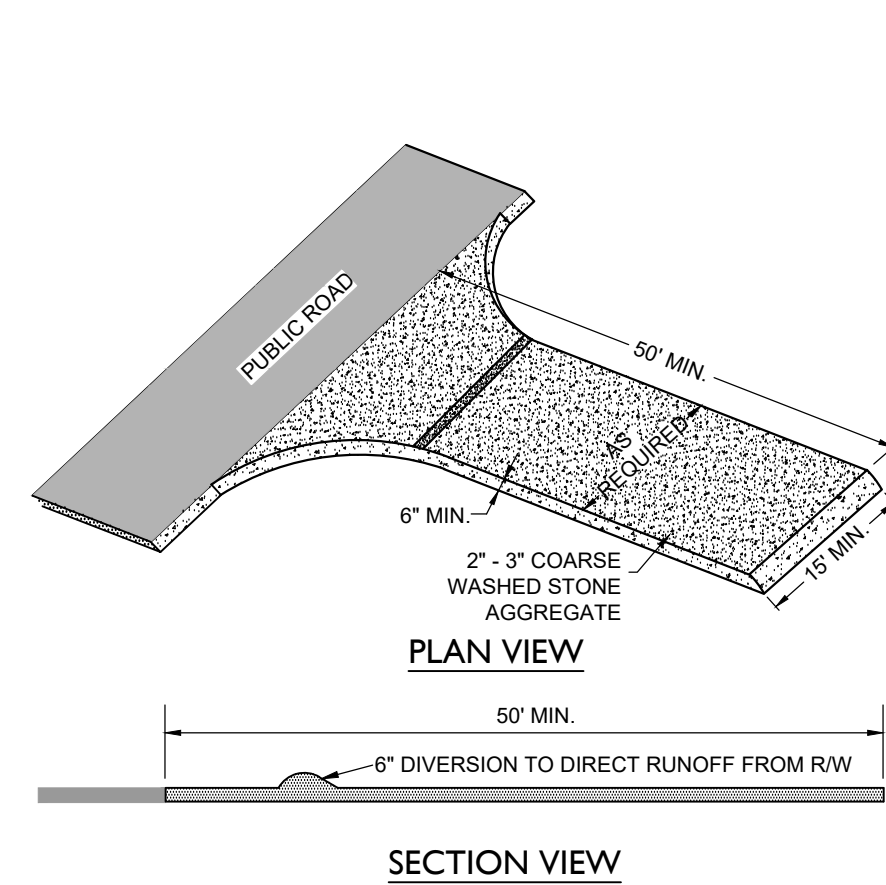 PUBLIC ROAD
50' MIN.
AS
REQUIRED
6" MIN.
15' MIN.
2" - 3" COARSE
WASHED STONE
AGGREGATE
PLAN VIEW
50' MIN.
6" DIVERSION TO DIRECT RUNOFF FROM R/W
SECTION VIEW